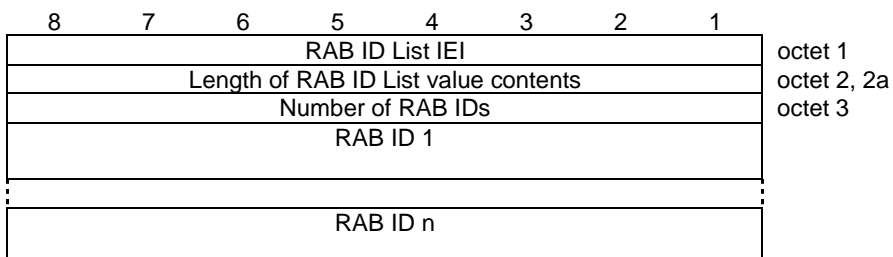 8 7 6 5 4 3 2 1
RAB ID List IEI octet 1
Length of RAB ID List value contents octet 2, 2a
Number of RAB IDs octet 3
RAB ID 1
RAB ID n